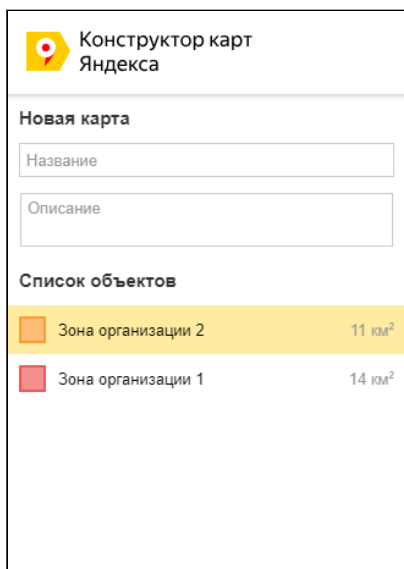 Конструктор карт
Яндекса
Новая карта
Название
Описание
Список объектов
Зона организации 2 11 км²
Зона организации 1 14 км²